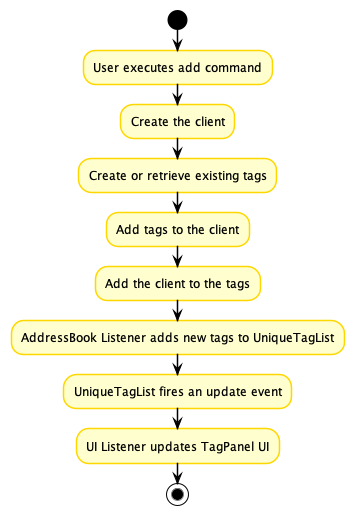 User executes add command
Create the client
Create or retrieve existing tags
Add tags to the client
Add the client to the tags
AddressBook Listener adds new tags to UniqueTagList
UniqueTagList fires an update event
UI Listener updates TagPanel UI